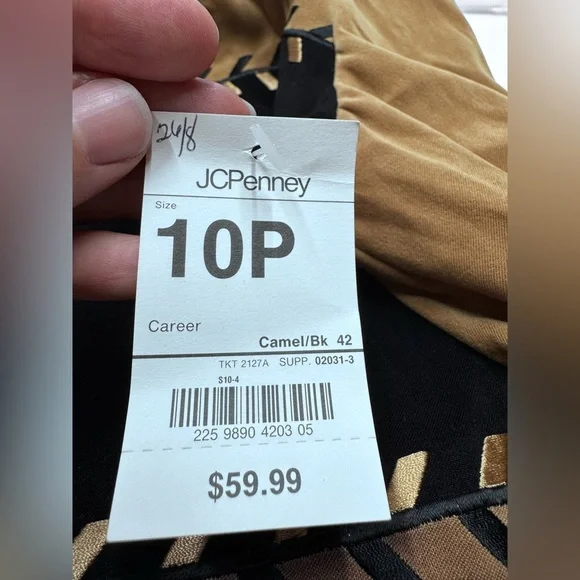 26/8
JCPenney
Size
10P
Career
Camel/Bk 42
TKT 2127A SUPP. 02031-3
S10-4
225 9890 4203 05
$59.99